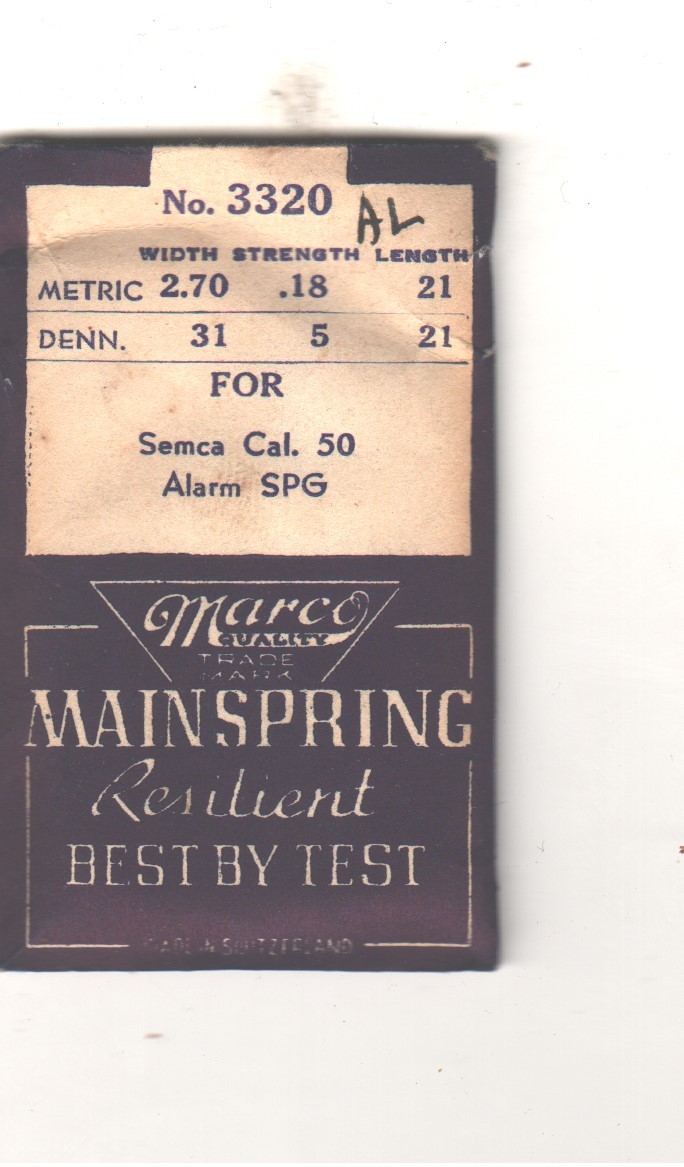 No. 3320
AL
WIDTH STRENGTH LENGTH
METRIC 2.70 .18 21
DENN. 31 5 21
FOR
Semca Cal. 50
Alarm SPG
Marco
QUALITY
TRADE
MARK
MAINSPRING
Resilient
BEST BY TEST
MADE IN SWITZERLAND